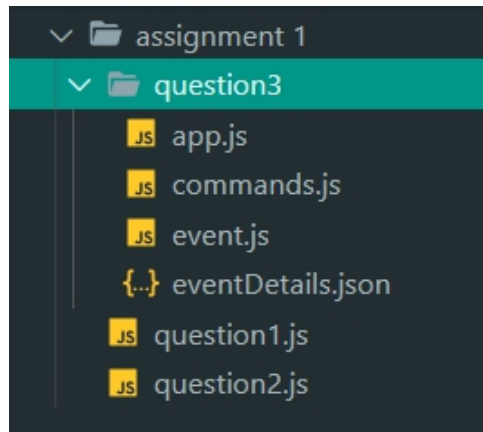 assignment 1
question3
JS app.js
JS commands.js
JS event.js
{...} eventDetails.json
JS question1.js
JS question2.js